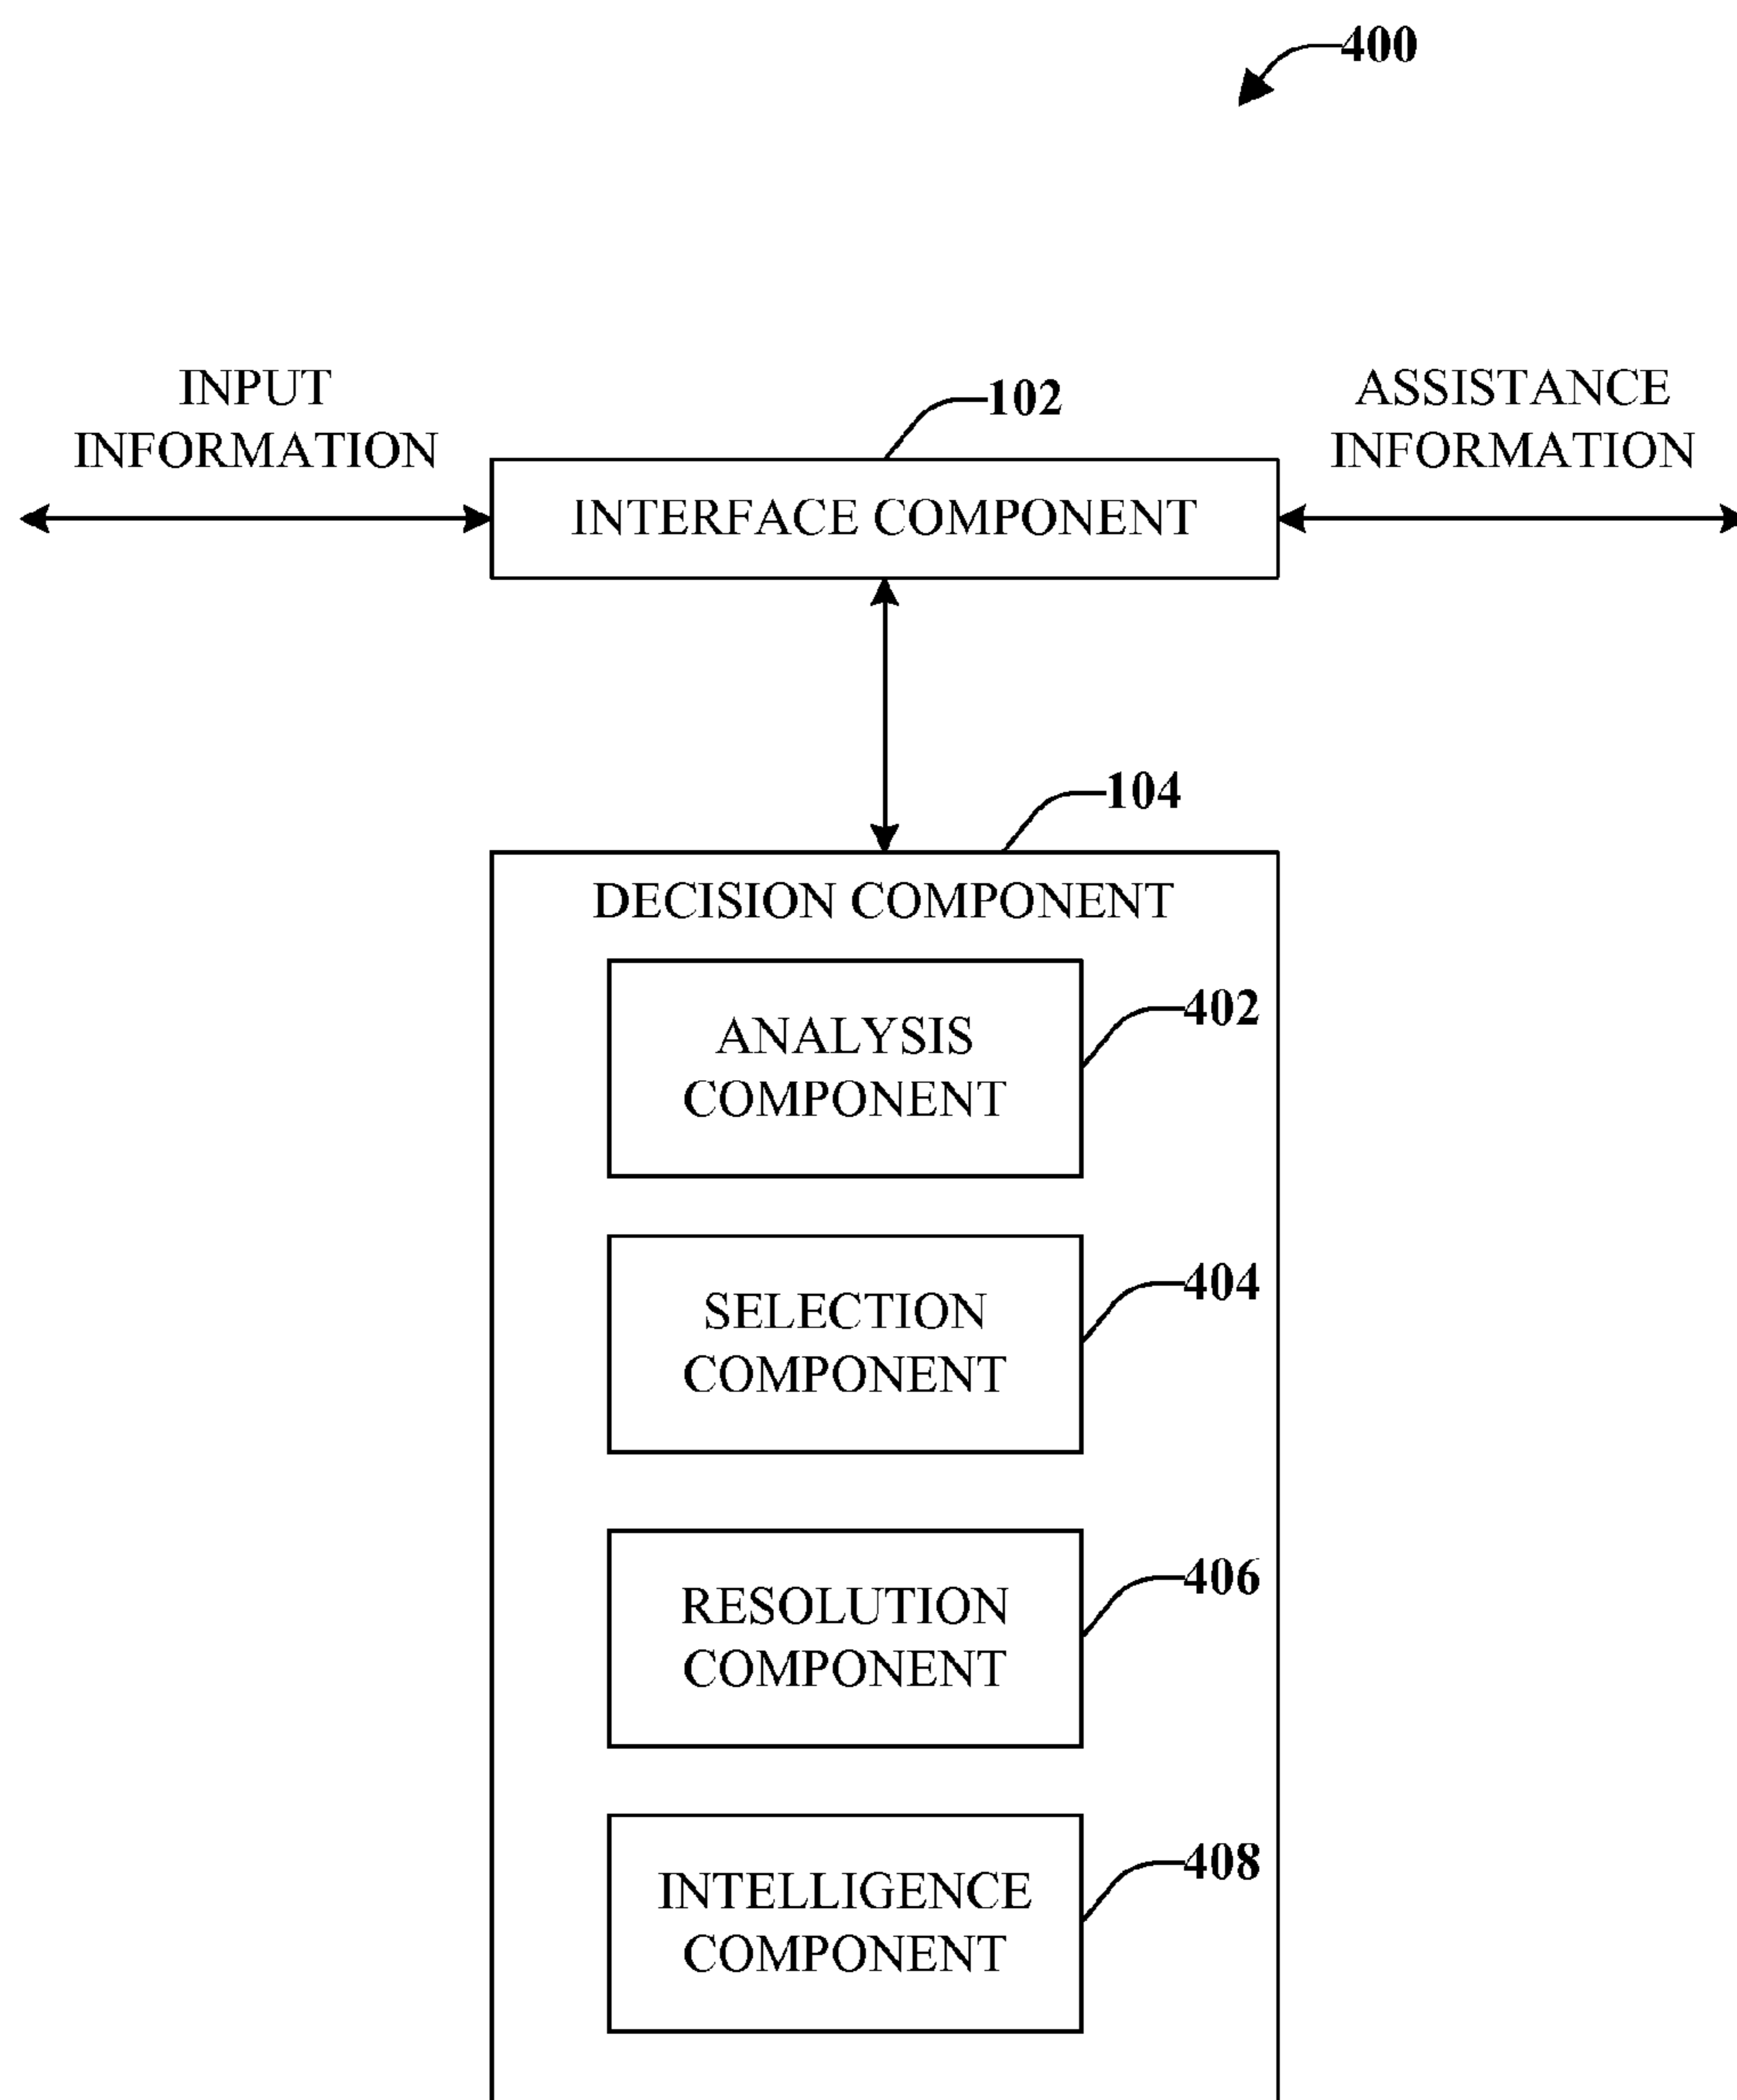 400
INPUT
INFORMATION
102
ASSISTANCE
INFORMATION
INTERFACE COMPONENT
104
DECISION COMPONENT
ANALYSIS
COMPONENT
402
SELECTION
COMPONENT
404
RESOLUTION
COMPONENT
406
INTELLIGENCE
COMPONENT
408